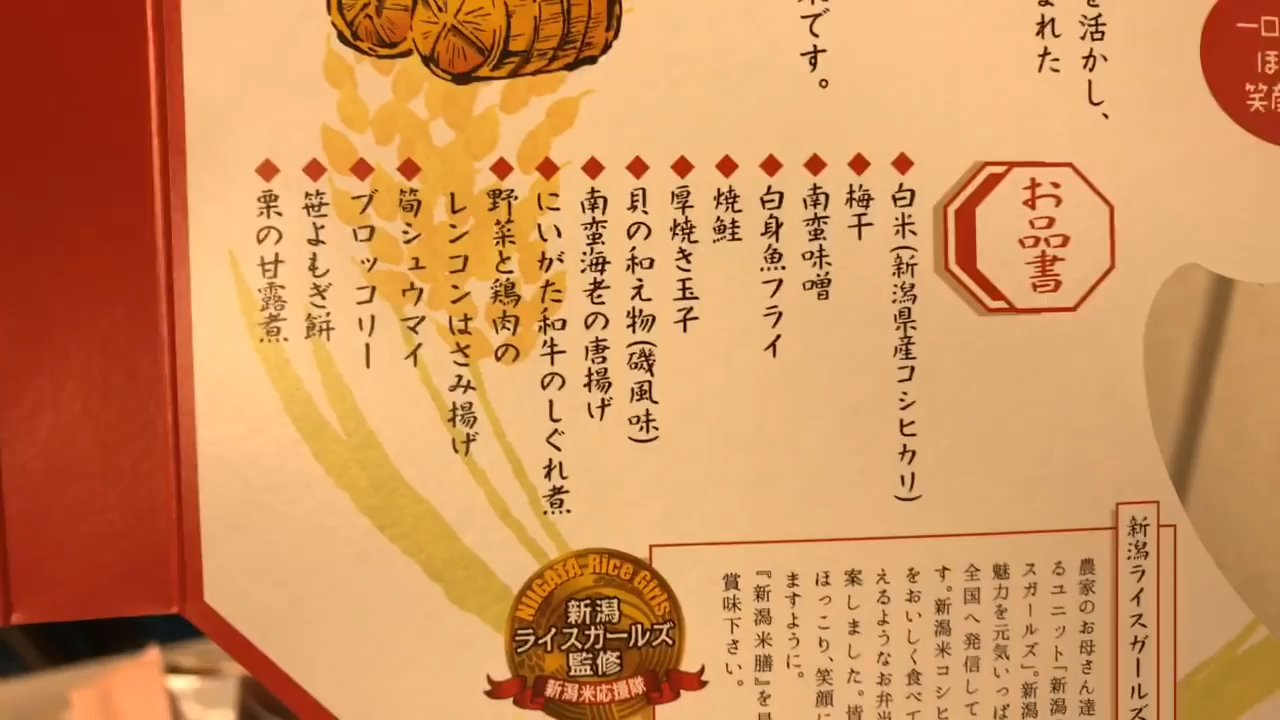 を活かし、
まれた
です。
お品書
白米(新潟県産コシヒカリ)
梅干
南蛮味噌
白身魚フライ
焼鮭
厚焼き玉子
貝の和え物(磯風味)
南蛮海老の唐揚げ
にいがた和牛のしぐれ煮
野菜と鶏肉の
レンコンはさみ揚げ
筍シュウマイ
ブロッコリー
笹よもぎ餅
栗の甘露煮
新潟ライスガールズ
農家のお母さん達
るユニット「新潟
スガールズ」。新潟
魅力を元気いっぱ
全国へ発信して
す。新潟米コシヒ
をおいしく食べて
えるようなお弁当
案しました。皆
ほっこり、笑顔に
ますように。
『新潟米膳』を
賞味下さい。
NIIGATA Rice Girls
新潟
ライスガールズ
監修
新潟米応援隊